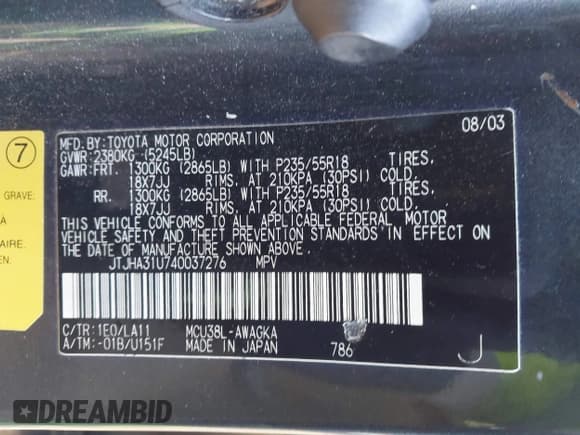 7
GRAVE:
À
AIRE.
EN.
MFD. BY: TOYOTA MOTOR CORPORATION 08/03
GVWR: 2380KG (5245LB)
GAWR: FRT. 1300KG (2865LB) WITH P235/55R18 TIRES.
18X7JJ RIMS, AT 210KPA (30PSI) COLD.
RR. 1300KG (2865LB) WITH P235/55R18 TIRES.
18X7JJ RIMS, AT 210KPA (30PSI) COLD.
THIS VEHICLE CONFORMS TO ALL APPLICABLE FEDERAL MOTOR
VEHICLE SAFETY AND THEFT PREVENTION STANDARDS IN EFFECT ON
THE DATE OF MANUFACTURE SHOWN ABOVE.
JTJHA31U740037276 MPV
C/TR: 1E0/LA11 MCU38L-AWAGKA
A/TM: -01B/U151F MADE IN JAPAN 786 J
DREAMBID